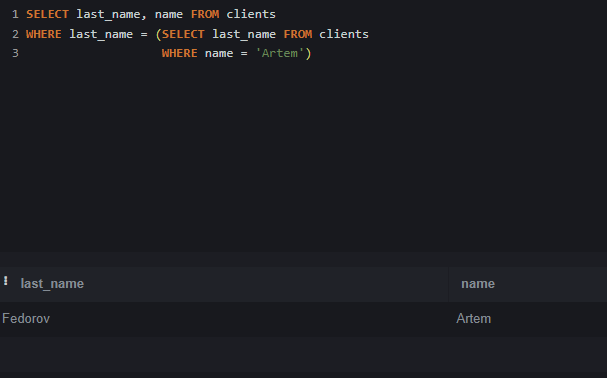 1 SELECT last_name, name FROM clients
2 WHERE last_name = (SELECT last_name FROM clients
3 WHERE name = 'Artem')
last_name name
Fedorov Artem